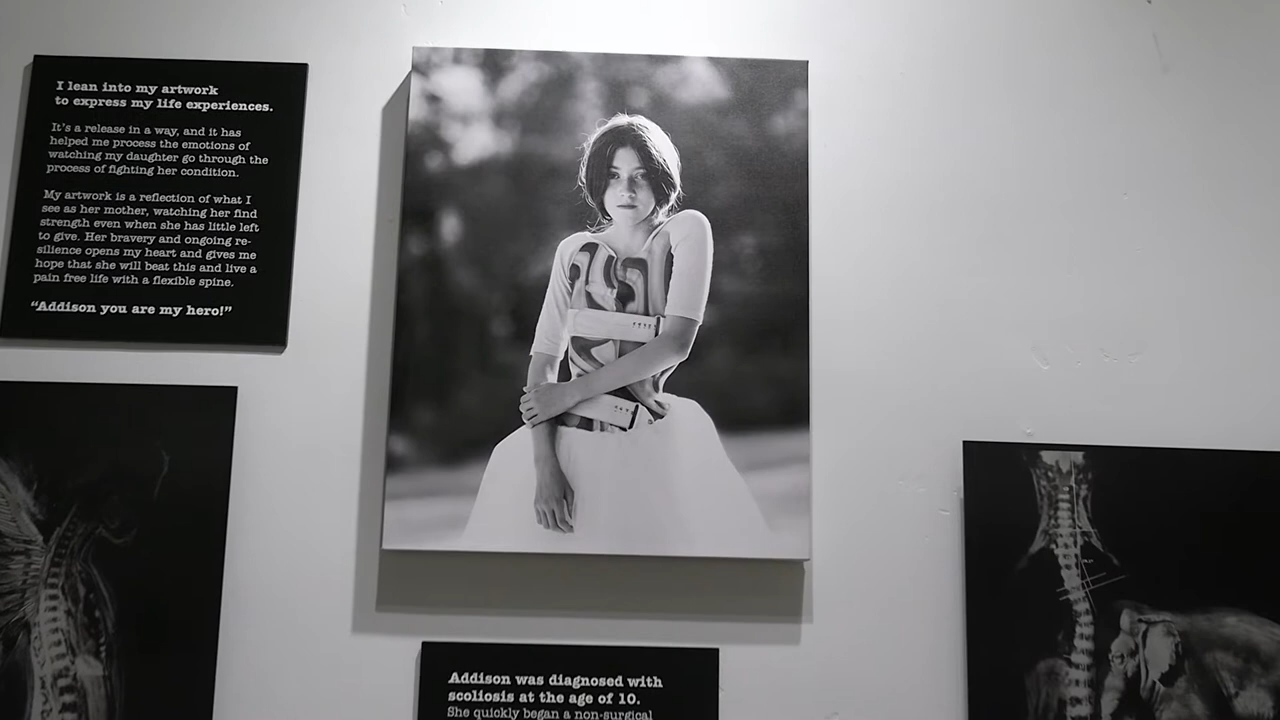 I lean into my artwork
to express my life experiences.
It's a release in a way, and it has
helped me process the emotions of
watching my daughter go through the
process of fighting her condition.
My artwork is a reflection of what I
see as her mother, watching her find
strength even when she has little left
to give. Her bravery and ongoing re-
silience opens my heart and gives me
hope that she will beat this and live a
pain free life with a flexible spine.
“Addison you are my hero!”
Addison was diagnosed with
scoliosis at the age of 10.
She quickly began a non-surgical